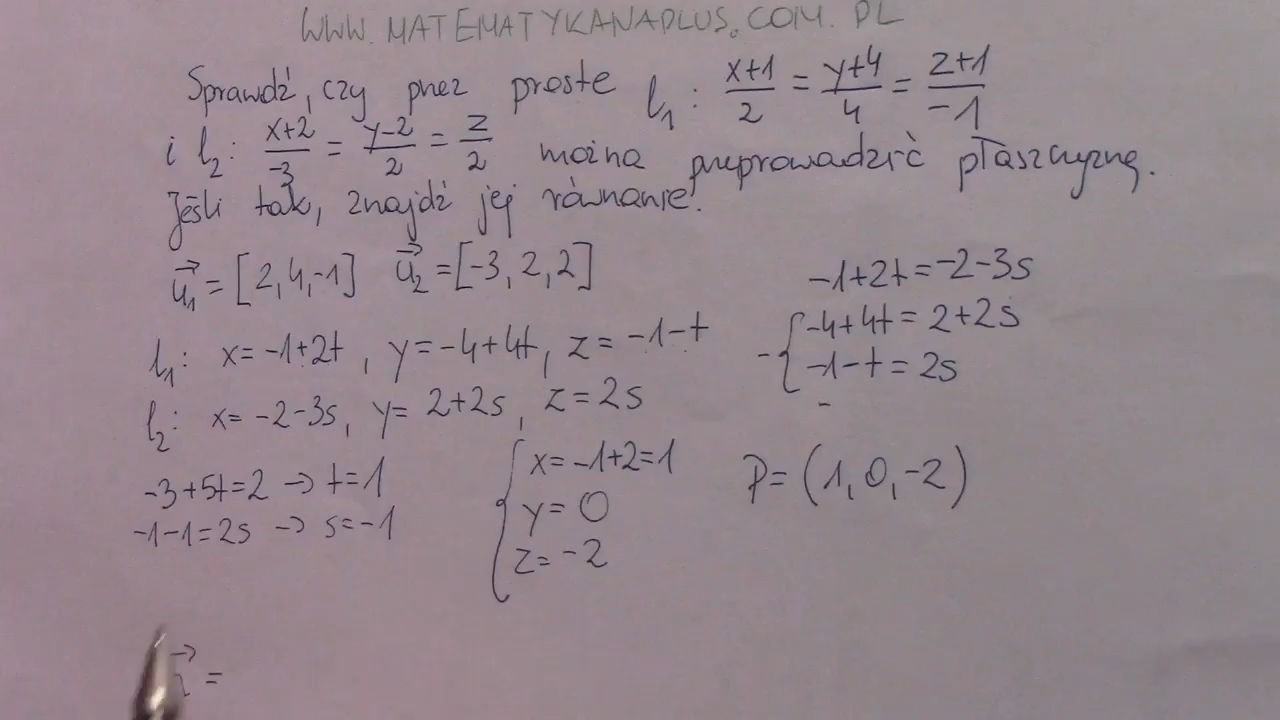 WWW.MATEMATYKANAPLUS.COM.PL
Sprawdź, czy przez proste l₁: (x+1)/2 = (y+4)/4 = (z+1)/-1
i l₂: (x+2)/-3 = (y-2)/2 = z/2 można przeprowadzić płaszczyznę.
Jeśli tak, znajdź jej równanie.
u₁⃗ = [2,4,-1] u₂⃗ = [-3,2,2]
-1+2t=-2-3s
-4+4t=2+2s
-1-t=2s
l₁: x=-1+2t, y=-4+4t, z=-1-t
l₂: x=-2-3s, y=2+2s, z=2s
-3+5t=2 → t=1
-1-1=2s → s=-1
x=-1+2=1
y=0
z=-2
P=(1,0,-2)
=